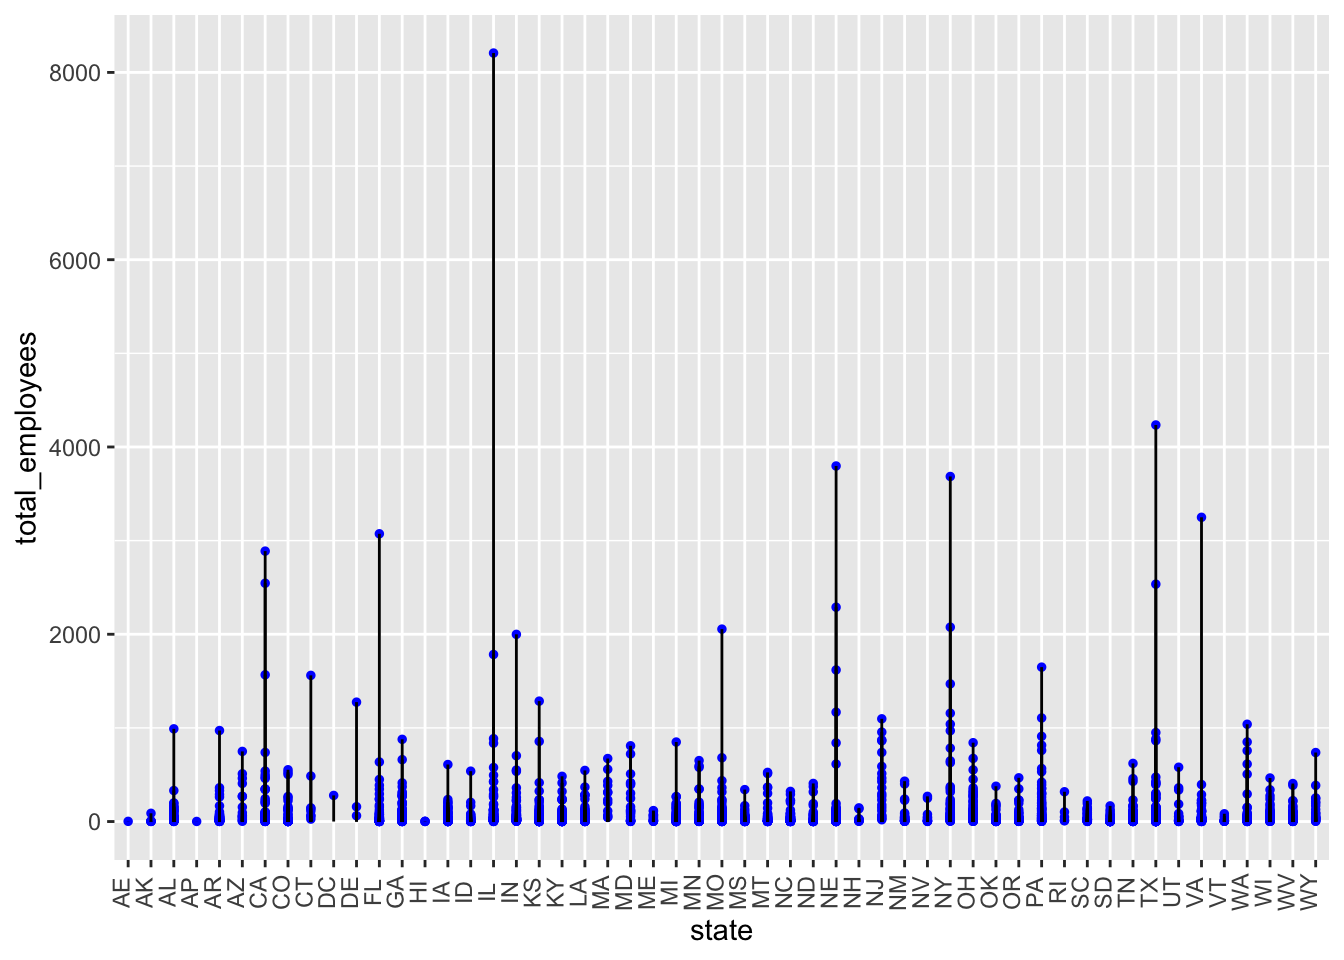 8000
6000
4000
2000
0
total_employees
AE AK AL AP AR AZ CA CO CT DC DE FL GA HI IA ID IL IN KS KY LA MA MD ME MI MN MO MS MT NC ND NE NH NJ NM NV NY OH OK OR PA RI SC SD TN TX UT VA VT WA WI WV WY
state